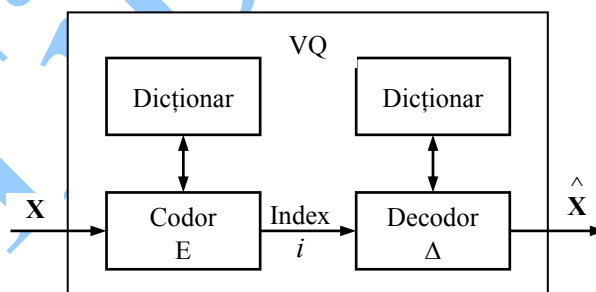 VQ
Dicționar
Dicționar
^
X
Codor
E
Index
i
Decodor
Δ
X